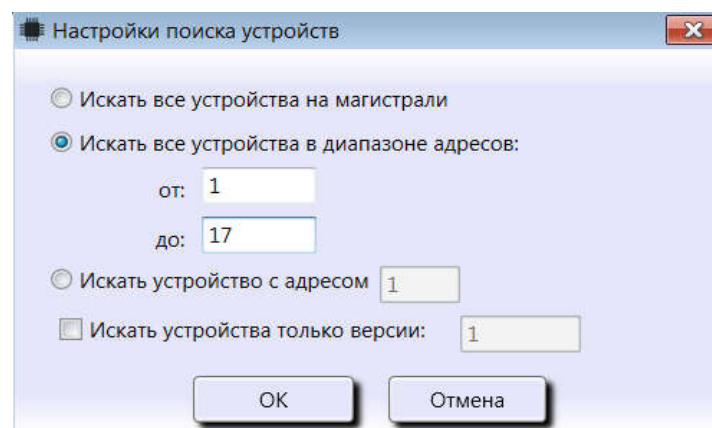 Настройки поиска устройств
Искать все устройства на магистрали
Искать все устройства в диапазоне адресов:
от: 1
до: 17
Искать устройство с адресом 1
Искать устройства только версии: 1
OK Отмена